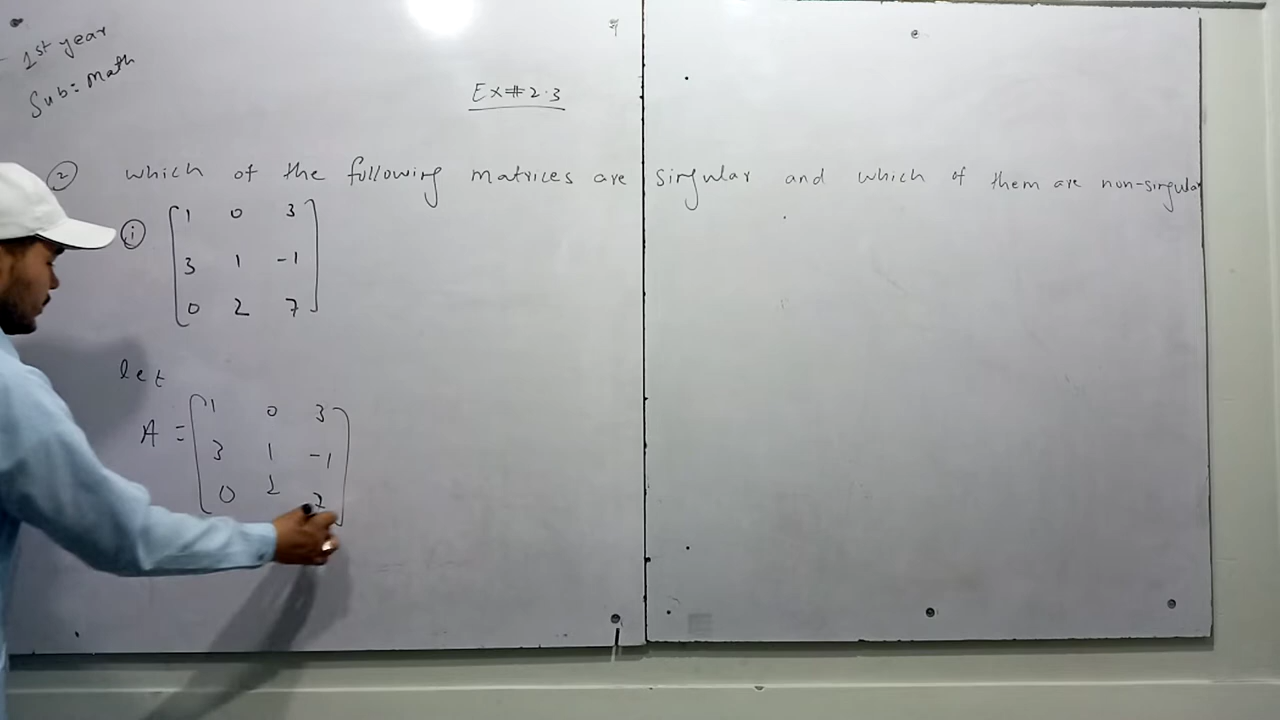 1st year
Sub: Math
Ex#2.3
② which of the following matrices are singular and which of them are non-singular
① 1 0 3
3 1 -1
0 2 7
let
A = 1 0 3
3 1 -1
0 2 7